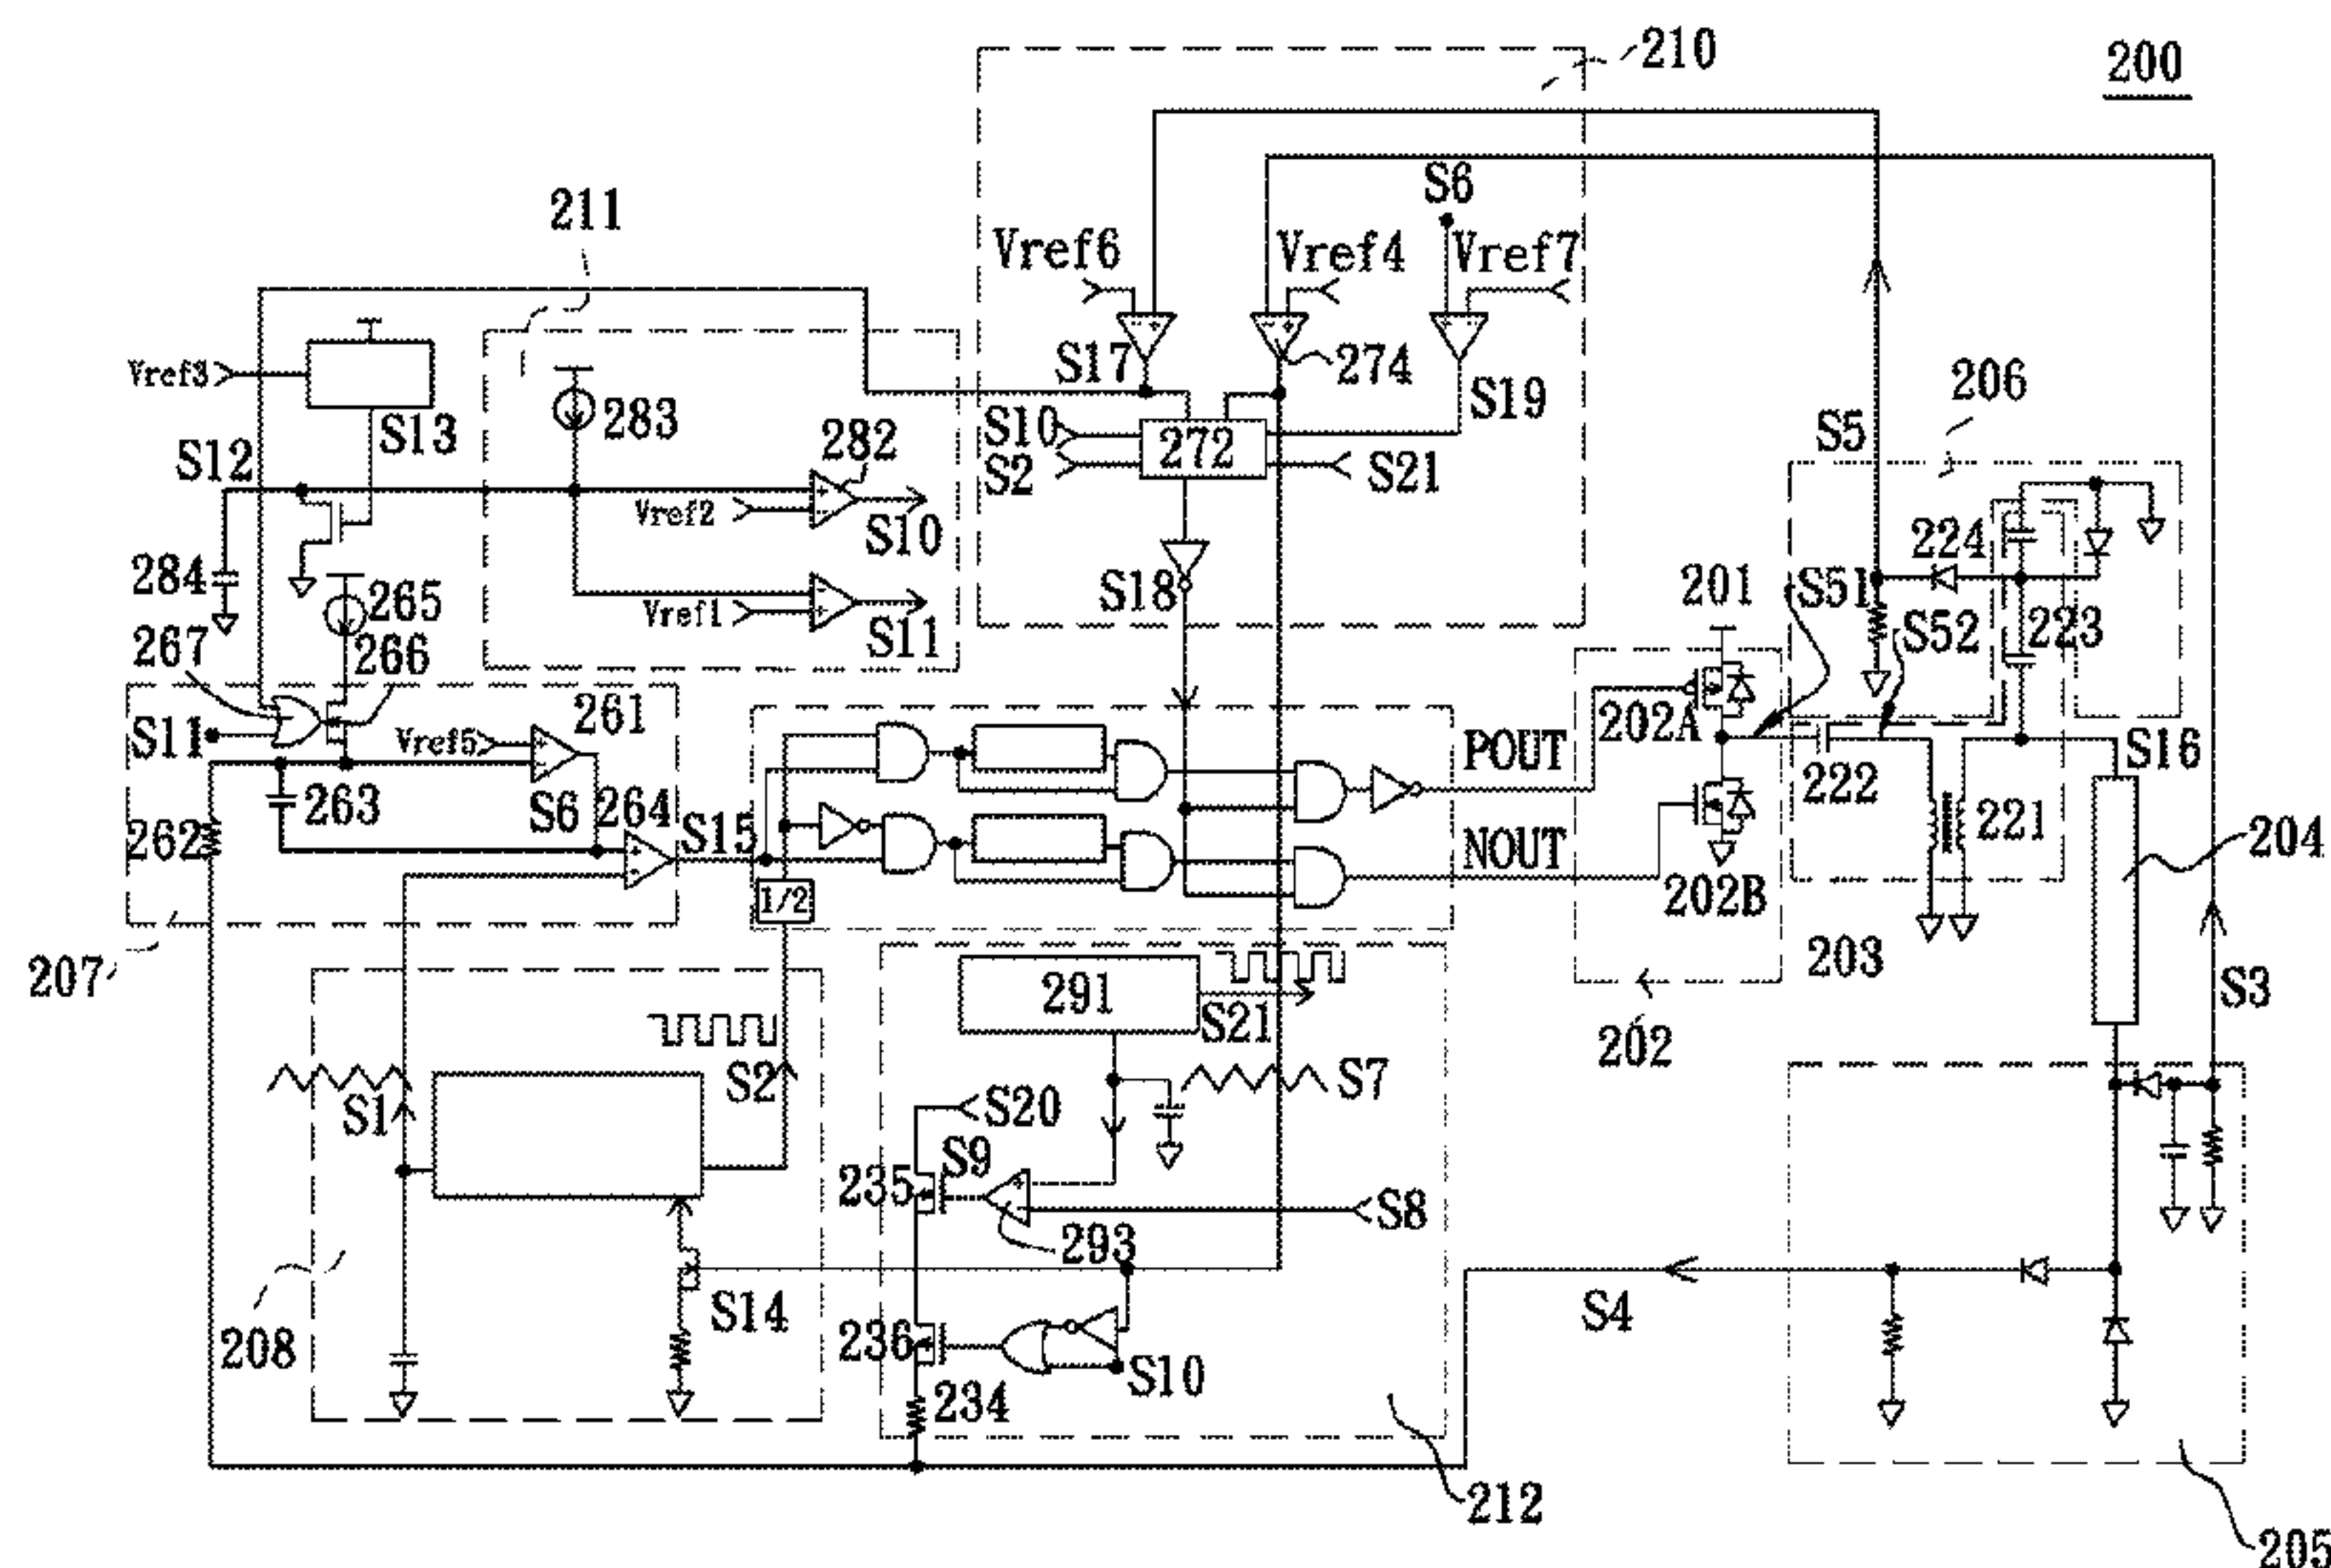 210
200
211
S6
Vref6
Vref4
Vref7
Vref3
S13
283
282
S17
274
S19
206
S10
S2
272
S21
S5
S12
Vref2
S10
284
265
267
266
Vref1
S11
S18
201
224
S51
S52
223
S11
Vref5
261
202A
POUT
S16
262
263
S6
264
S15
222
221
204
1/2
NOUT
202B
203
207
291
S21
202
S3
S1
S2
S20
S7
235
S9
S8
293
208
S14
236
S10
S4
234
212
205